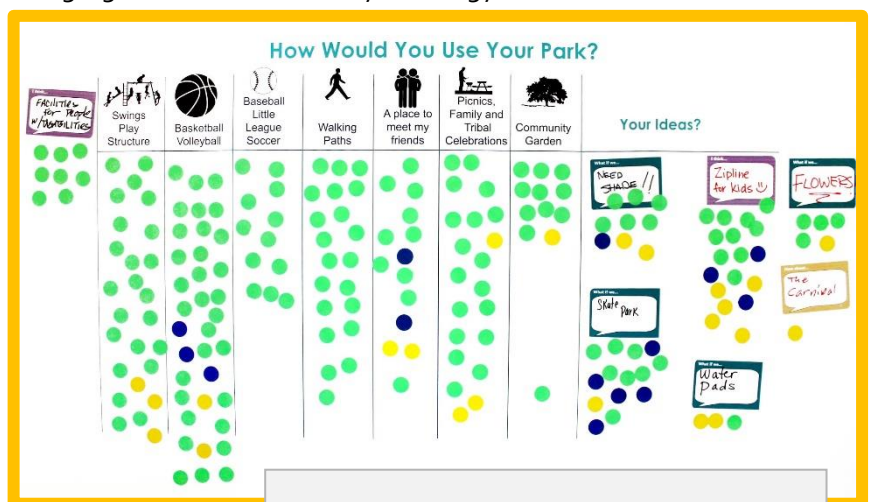 How Would You Use Your Park?
I think...
FACILITIES
for People
w/DISABILITIES
Swings
Play
Structure
Basketball
Volleyball
Baseball
Little
League
Soccer
Walking
Paths
A place to
meet my
friends
Picnics,
Family and
Tribal
Celebrations
Community
Garden
Your Ideas?
What if we...
NEED
SHADE!!
I think...
Zipline
for kids
What if we...
FLOWERS
The
Carnival
What if we...
Skate Park
What if we...
Water
Pads